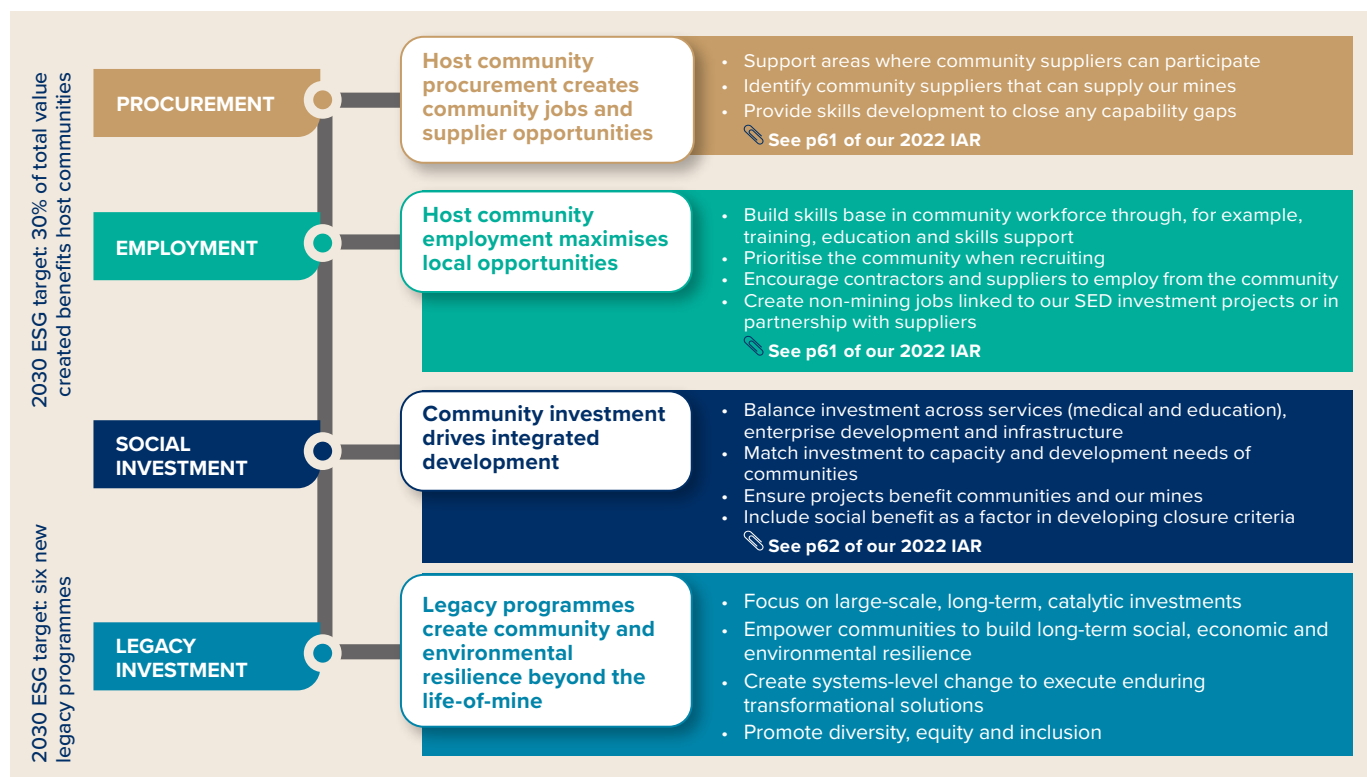 2030 ESG target: 30% of total value
created benefits host communities
PROCUREMENT
Host community
procurement creates
community jobs and
supplier opportunities
• Support areas where community suppliers can participate
• Identify community suppliers that can supply our mines
• Provide skills development to close any capability gaps
See p61 of our 2022 IAR
EMPLOYMENT
Host community
employment maximises
local opportunities
• Build skills base in community workforce through, for example,
training, education and skills support
• Prioritise the community when recruiting
• Encourage contractors and suppliers to employ from the community
• Create non-mining jobs linked to our SED investment projects or in
partnership with suppliers
See p61 of our 2022 IAR
SOCIAL
INVESTMENT
Community investment
drives integrated
development
• Balance investment across services (medical and education),
enterprise development and infrastructure
• Match investment to capacity and development needs of
communities
• Ensure projects benefit communities and our mines
• Include social benefit as a factor in developing closure criteria
See p62 of our 2022 IAR
2030 ESG target: six new
legacy programmes
LEGACY
INVESTMENT
Legacy programmes
create community and
environmental
resilience beyond the
life-of-mine
• Focus on large-scale, long-term, catalytic investments
• Empower communities to build long-term social, economic and
environmental resilience
• Create systems-level change to execute enduring
transformational solutions
• Promote diversity, equity and inclusion